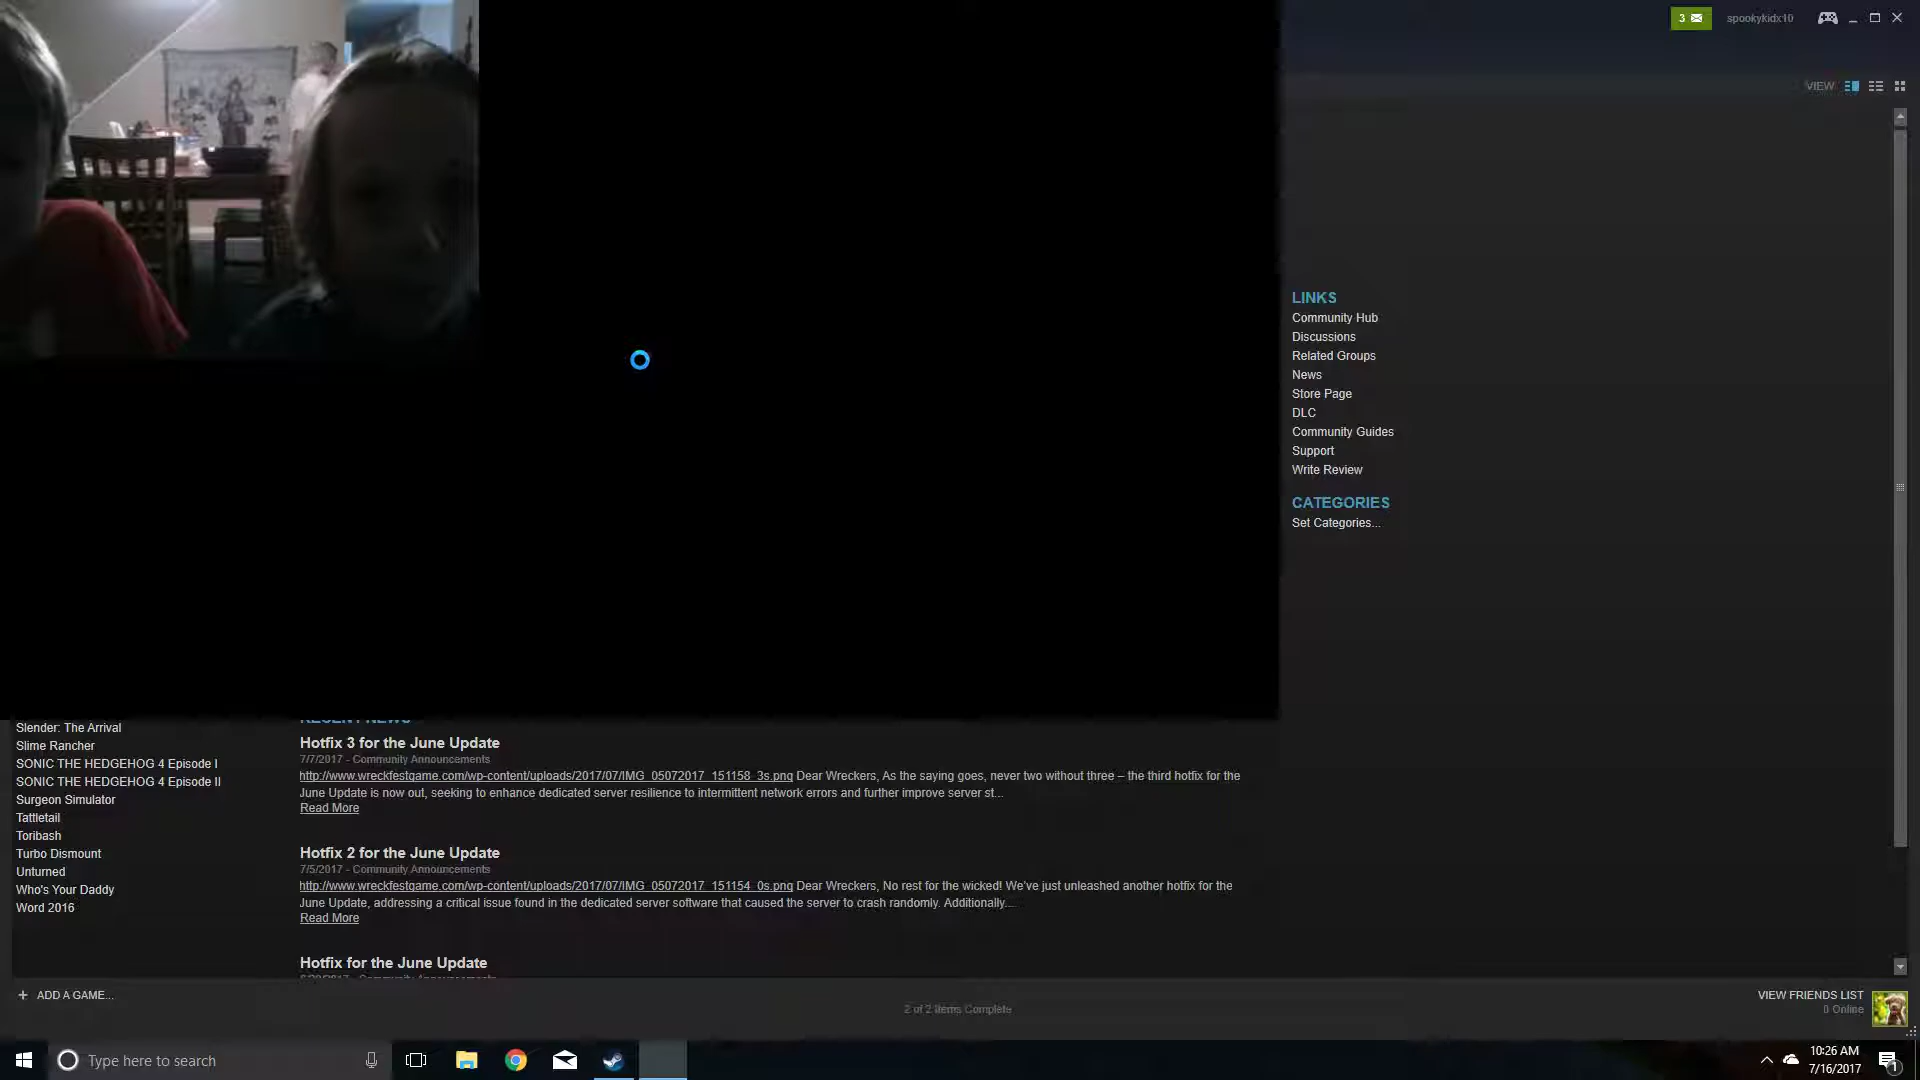 3
spookykidx10
VIEW
LINKS
Community Hub
Discussions
Related Groups
News
Store Page
DLC
Community Guides
Support
Write Review
CATEGORIES
Set Categories...
Slender: The Arrival
Slime Rancher
SONIC THE HEDGEHOG 4 Episode I
SONIC THE HEDGEHOG 4 Episode II
Surgeon Simulator
Tattletail
Toribash
Turbo Dismount
Unturned
Who's Your Daddy
Word 2016
RECENT NEWS
Hotfix 3 for the June Update
7/7/2017 - Community Announcements
http://www.wreckfestgame.com/wp-content/uploads/2017/07/IMG_05072017_151158_3s.png Dear Wreckers, As the saying goes, never two without three – the third hotfix for the
June Update is now out, seeking to enhance dedicated server resilience to intermittent network errors and further improve server st...
Read More
Hotfix 2 for the June Update
7/5/2017 - Community Announcements
http://www.wreckfestgame.com/wp-content/uploads/2017/07/IMG_05072017_151154_0s.png Dear Wreckers, No rest for the wicked! We've just unleashed another hotfix for the
June Update, addressing a critical issue found in the dedicated server software that caused the server to crash randomly. Additionally,...
Read More
Hotfix for the June Update
+ ADD A GAME...
2 of 2 Items Complete
VIEW FRIENDS LIST
0 Online
Type here to search
10:26 AM
7/16/2017
1